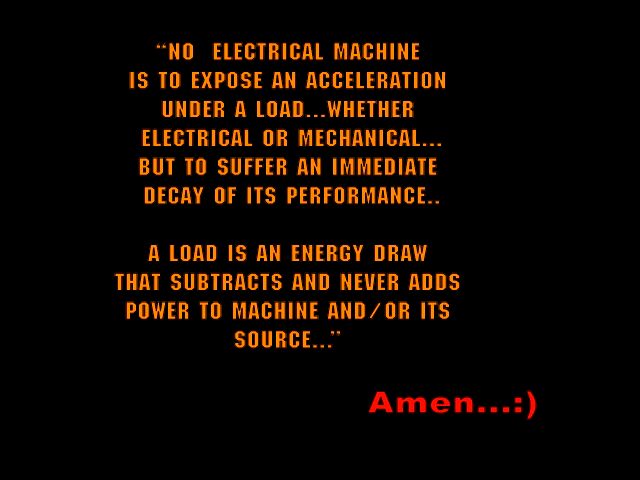 “NO ELECTRICAL MACHINE
IS TO EXPOSE AN ACCELERATION
UNDER A LOAD...WHETHER
ELECTRICAL OR MECHANICAL...
BUT TO SUFFER AN IMMEDIATE
DECAY OF ITS PERFORMANCE..
A LOAD IS AN ENERGY DRAW
THAT SUBTRACTS AND NEVER ADDS
POWER TO MACHINE AND/OR ITS
SOURCE...”
Amen...:)